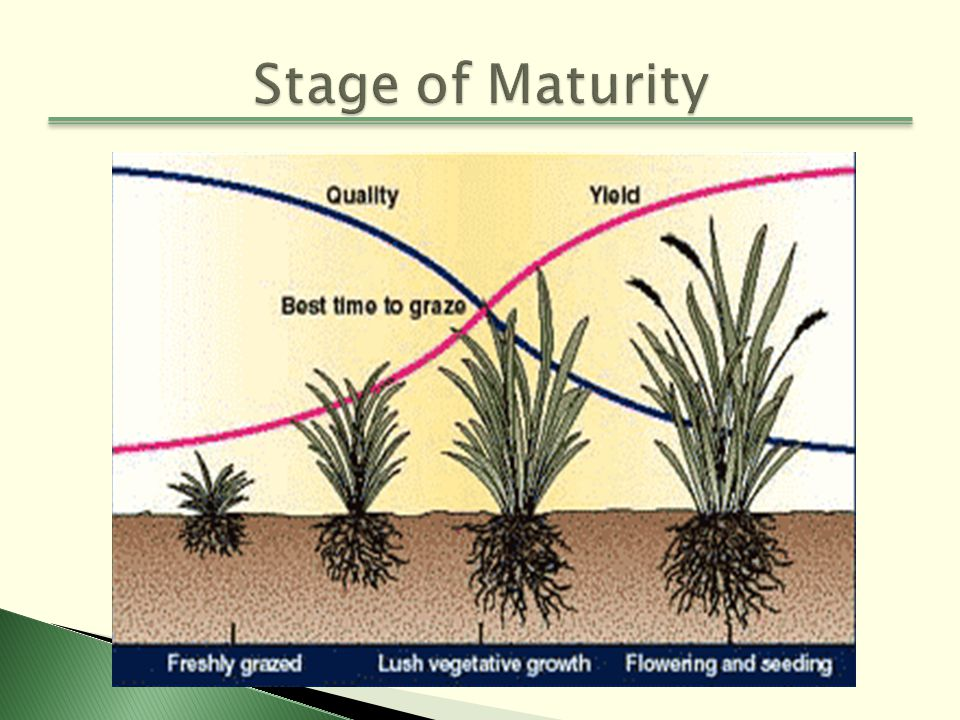 Stage of Maturity
Quality
Yield
Best time to graze
Freshly grazed
Lush vegetative growth
Flowering and seeding